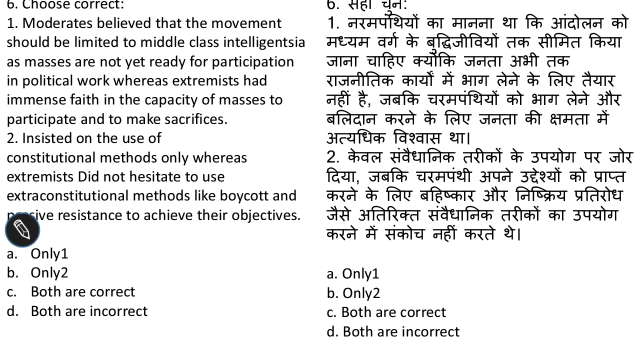 6. Choose correct:
1. Moderates believed that the movement
should be limited to middle class intelligentsia
as masses are not yet ready for participation
in political work whereas extremists had
immense faith in the capacity of masses to
participate and to make sacrifices.
2. Insisted on the use of
constitutional methods only whereas
extremists Did not hesitate to use
extraconstitutional methods like boycott and
resistance to achieve their objectives.
a. Only1
b. Only2
c. Both are correct
d. Both are incorrect
6. सही चुनें:
1. नरमपंथियों का मानना था कि आंदोलन को
मध्यम वर्ग के बुद्धिजीवियों तक सीमित किया
जाना चाहिए क्योंकि जनता अभी तक
राजनीतिक कार्यों में भाग लेने के लिए तैयार
नहीं है, जबकि चरमपंथियों को भाग लेने और
बलिदान करने के लिए जनता की क्षमता में
अत्यधिक विश्वास था।
2. केवल संवैधानिक तरीकों के उपयोग पर जोर
दिया, जबकि चरमपंथी अपने उद्देश्यों को प्राप्त
करने के लिए बहिष्कार और निष्क्रिय प्रतिरोध
जैसे अतिरिक्त संवैधानिक तरीकों का उपयोग
करने में संकोच नहीं करते थे|
a. Only1
b. Only2
c. Both are correct
d. Both are incorrect